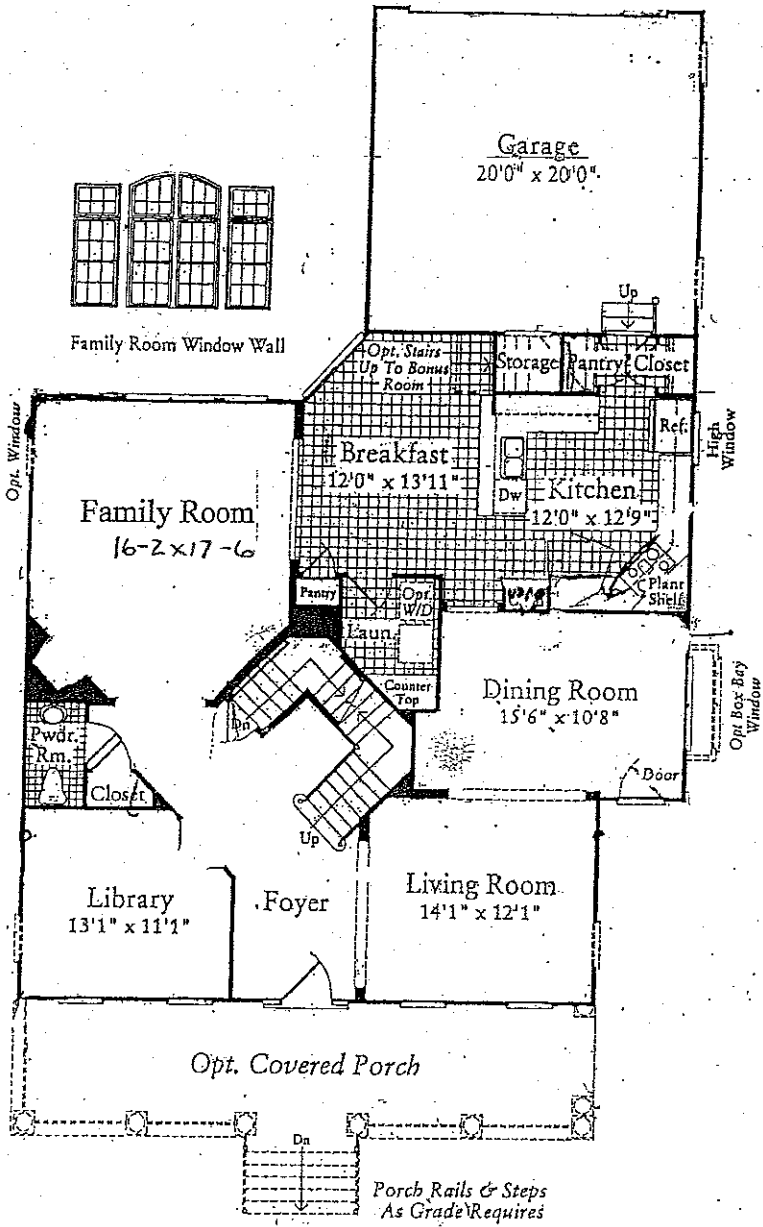 Garage
20'0" x 20'0"
Up
Family Room Window Wall
Opt. Stairs
Up To Bonus
Room
Storage
Pantry
Closet
Opt. Window
Ref.
High
Window
Breakfast
12'0" x 13'11"
Dw
Kitchen
12'0" x 12'9"
Family Room
16-2 x 17-6
Pantry
Opt.
W/D
Oven
Plant
Shelf
Laun.
Counter
Top
Dining Room
15'6" x 10'8"
Opt Box Bay
Window
Dn
Pwdr.
Rm.
Closet
Door
Up
Library
13'1" x 11'1"
Foyer
Living Room
14'1" x 12'1"
Opt. Covered Porch
Dn
Porch Rails & Steps
As Grade Requires